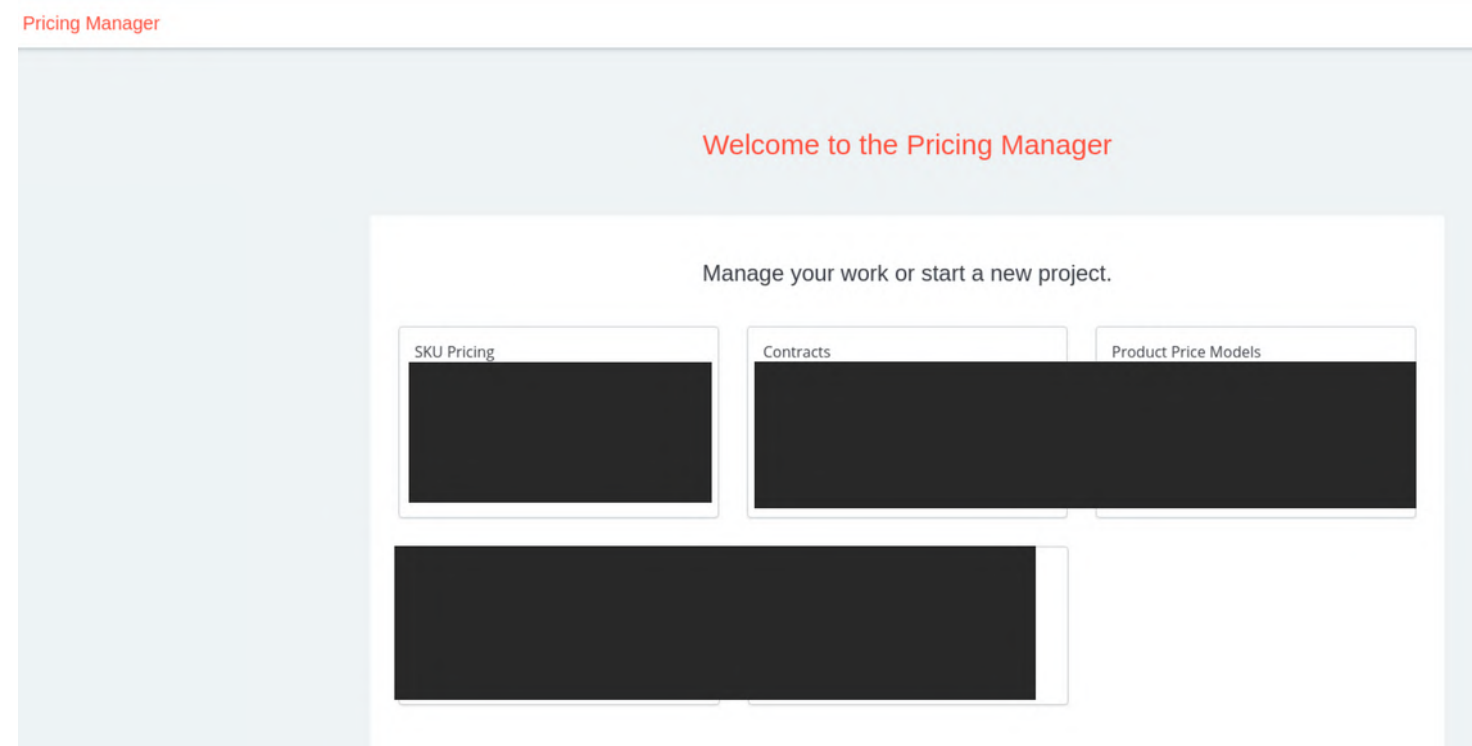 Pricing Manager
Welcome to the Pricing Manager
Manage your work or start a new project.
SKU Pricing
Contracts
Product Price Models